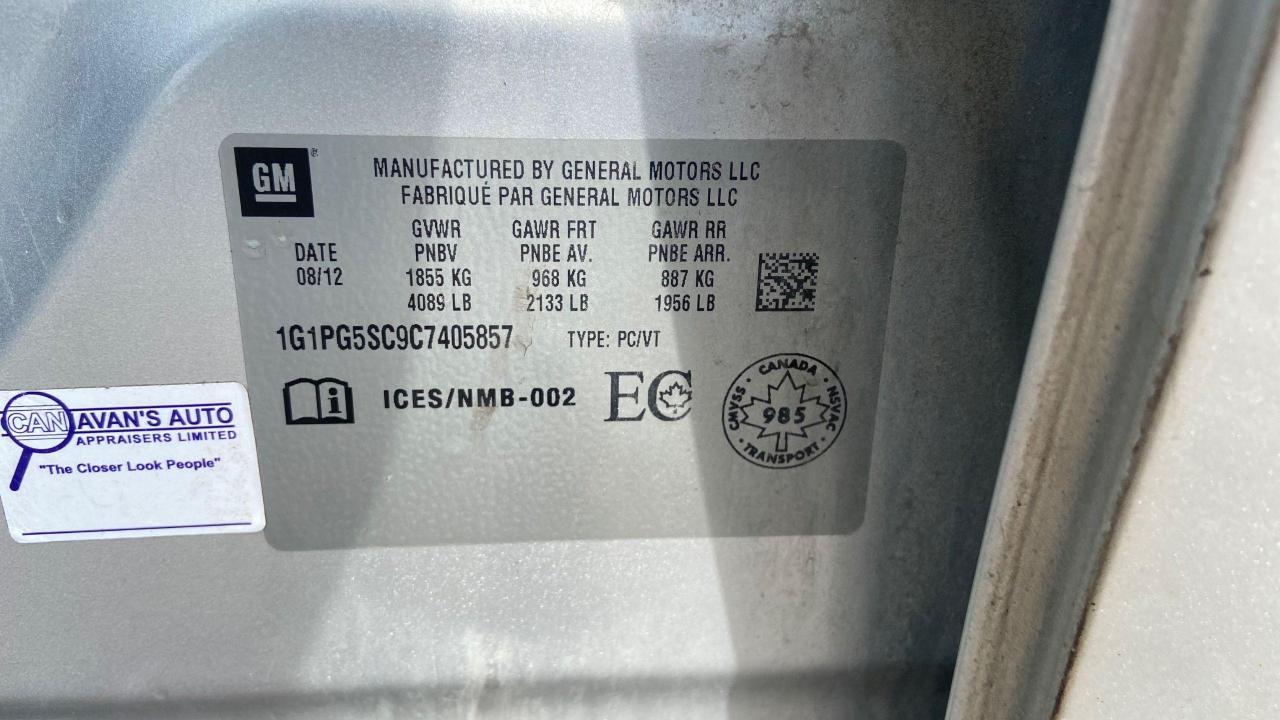 GM ®
MANUFACTURED BY GENERAL MOTORS LLC
FABRIQUÉ PAR GENERAL MOTORS LLC
GVWR GAWR FRT GAWR RR
DATE PNBV PNBE AV. PNBE ARR.
08/12 1855 KG 968 KG 887 KG
4089 LB 2133 LB 1956 LB
1G1PG5SC9C7405857 TYPE: PC/VT
i ICES/NMB-002 EC
CANADA
CMVSS · 985 · NSVAC
TRANSPORT
CANAVAN'S AUTO
APPRAISERS LIMITED
"The Closer Look People"